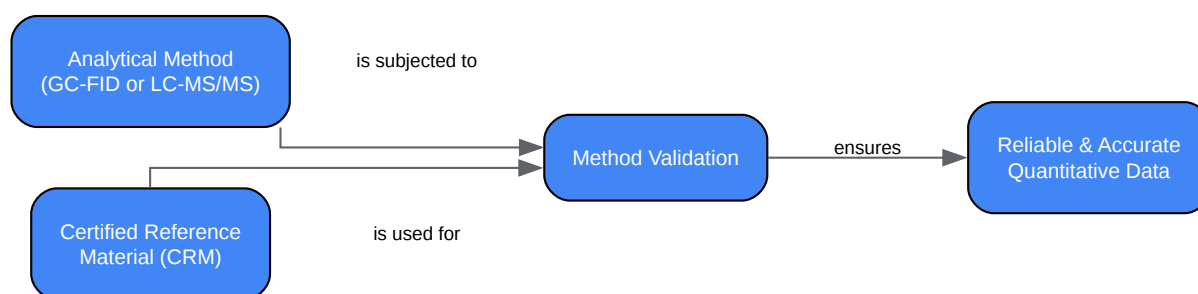 Analytical Method
(GC-FID or LC-MS/MS)
is subjected to
Method Validation
ensures
Reliable & Accurate
Quantitative Data
Certified Reference
Material (CRM)
is used for